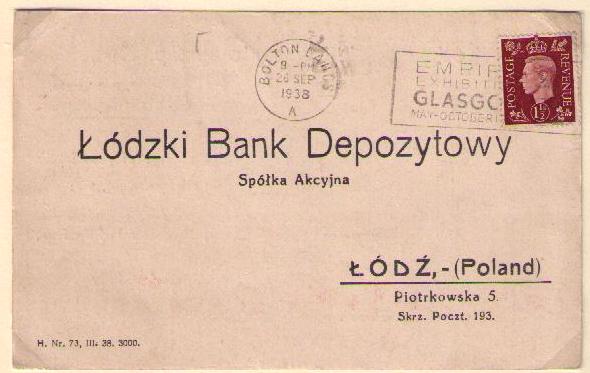 BOLTON LANCS
9 - PM
26 SEP
1938
A
EMPIR
EXHIBITI
GLASGO
MAY-OCTOBER
POSTAGE
REVENUE
1½
Łódzki Bank Depozytowy
Spółka Akcyjna
ŁÓDŹ,-(Poland)
Piotrkowska 5.
Skrz. Poczt. 193.
H. Nr. 73, III. 38. 3000.